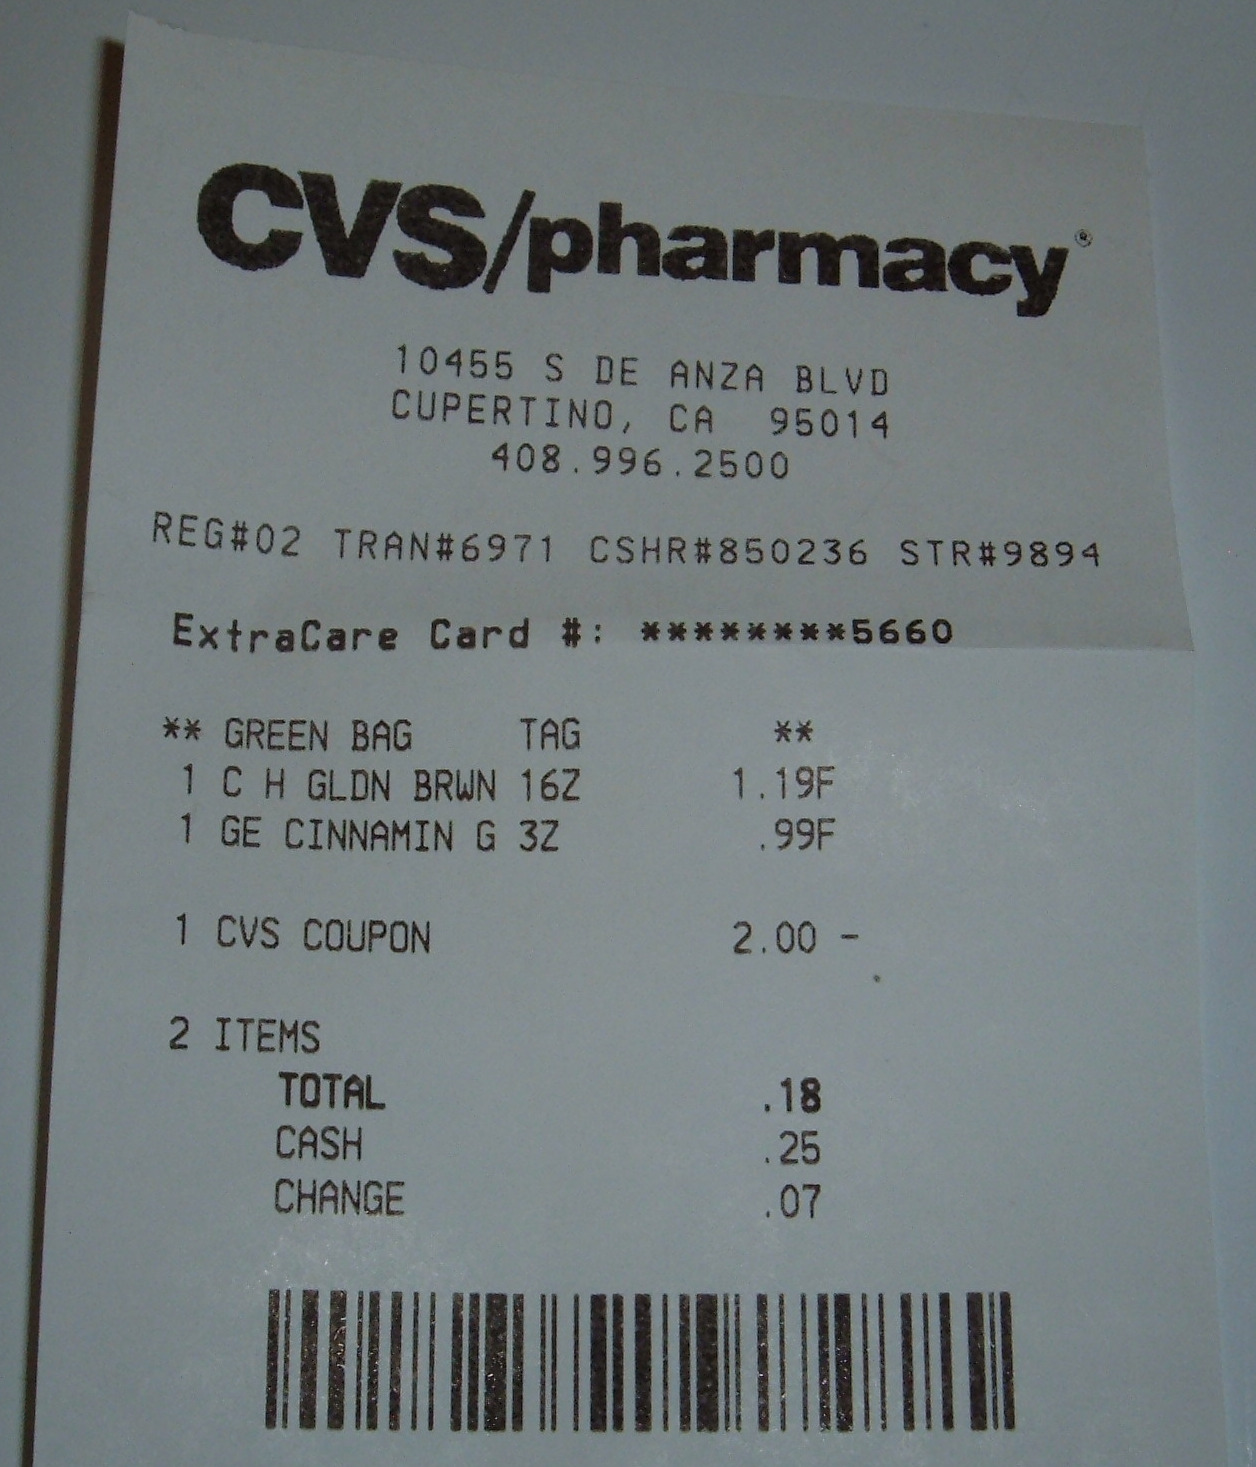 CVS/pharmacy®
10455 S DE ANZA BLVD
CUPERTINO, CA 95014
408.996.2500
REG#02 TRAN#6971 CSHR#850236 STR#9894
ExtraCare Card #: ********5660
** GREEN BAG TAG **
1 C H GLDN BRWN 16Z 1.19F
1 GE CINNAMIN G 3Z .99F
1 CVS COUPON 2.00 -
2 ITEMS
TOTAL .18
CASH .25
CHANGE .07